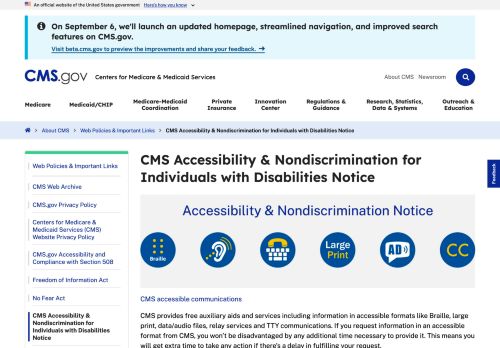 An official website of the United States government Here's how you know
On September 6, we'll launch an updated homepage, streamlined navigation, and improved search
features on CMS.gov.
Visit beta.cms.gov to preview the improvements and share your feedback.
CMS.gov Centers for Medicare & Medicaid Services
About CMS Newsroom
Medicare Medicaid/CHIP Medicare-Medicaid Private Innovation Regulations & Research, Statistics, Outreach &
Coordination Insurance Center Guidance Data & Systems Education
About CMS Web Policies & Important Links CMS Accessibility & Nondiscrimination for Individuals with Disabilities Notice
Feedback
Web Policies & Important Links
CMS Web Archive
CMS.gov Privacy Policy
Centers for Medicare &
Medicaid Services (CMS)
Website Privacy Policy
CMS.gov Accessibility and
Compliance with Section 508
Freedom of Information Act
No Fear Act
CMS Accessibility &
Nondiscrimination for
Individuals with Disabilities
Notice
CMS Accessibility & Nondiscrimination for
Individuals with Disabilities Notice
Accessibility & Nondiscrimination Notice
Braille
Large
Print
AD
CC
CMS accessible communications
CMS provides free auxiliary aids and services including information in accessible formats like Braille, large
print, data/audio files, relay services and TTY communications. If you request information in an accessible
format from CMS, you won't be disadvantaged by any additional time necessary to provide it. This means you
will get extra time to take any action if there's a delay in fulfilling your request.